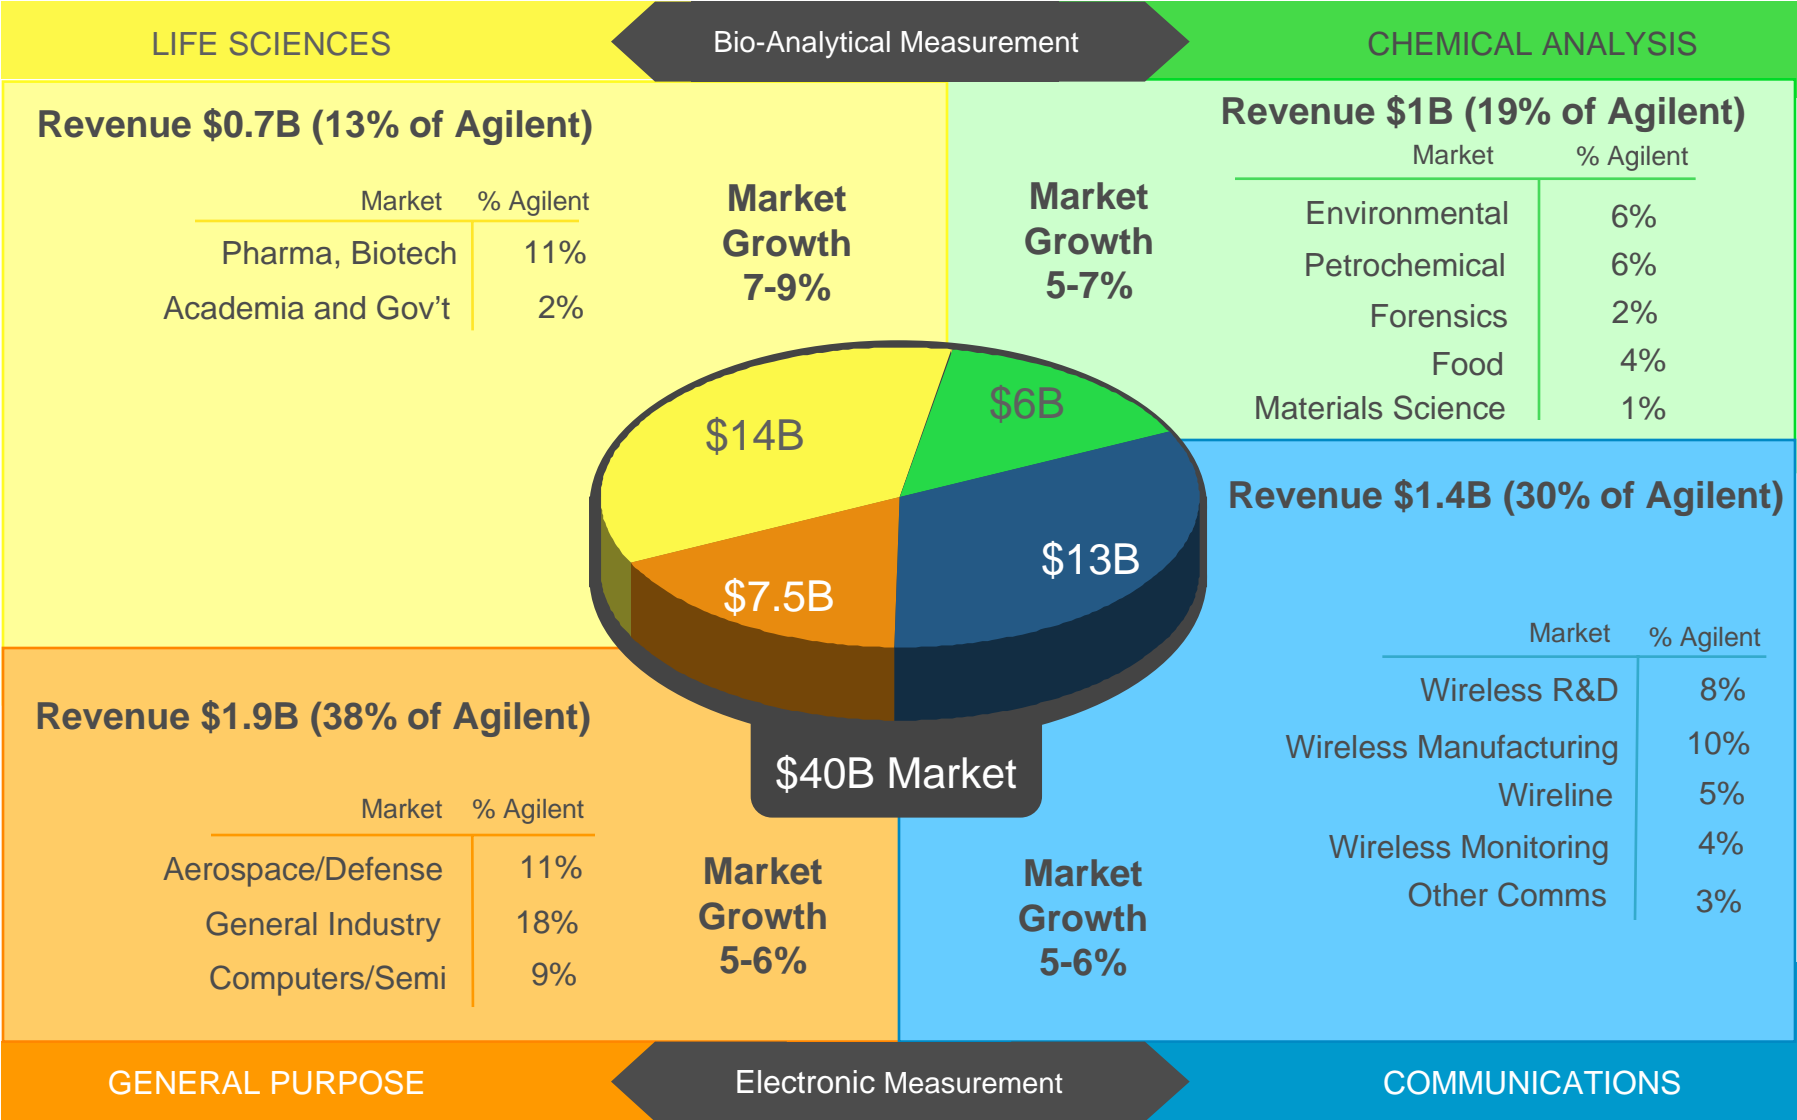 LIFE SCIENCES
Bio-Analytical Measurement
CHEMICAL ANALYSIS
Revenue $0.7B (13% of Agilent)
Market % Agilent
Pharma, Biotech 11%
Academia and Gov’t 2%
Market
Growth
7-9%
Market
Growth
5-7%
Revenue $1B (19% of Agilent)
Market % Agilent
Environmental 6%
Petrochemical 6%
Forensics 2%
Food 4%
Materials Science 1%
$14B
$6B
$13B
$7.5B
$40B Market
Revenue $1.9B (38% of Agilent)
Market % Agilent
Aerospace/Defense 11%
General Industry 18%
Computers/Semi 9%
Market
Growth
5-6%
Market
Growth
5-6%
Revenue $1.4B (30% of Agilent)
Market % Agilent
Wireless R&D 8%
Wireless Manufacturing 10%
Wireline 5%
Wireless Monitoring 4%
Other Comms 3%
GENERAL PURPOSE
Electronic Measurement
COMMUNICATIONS